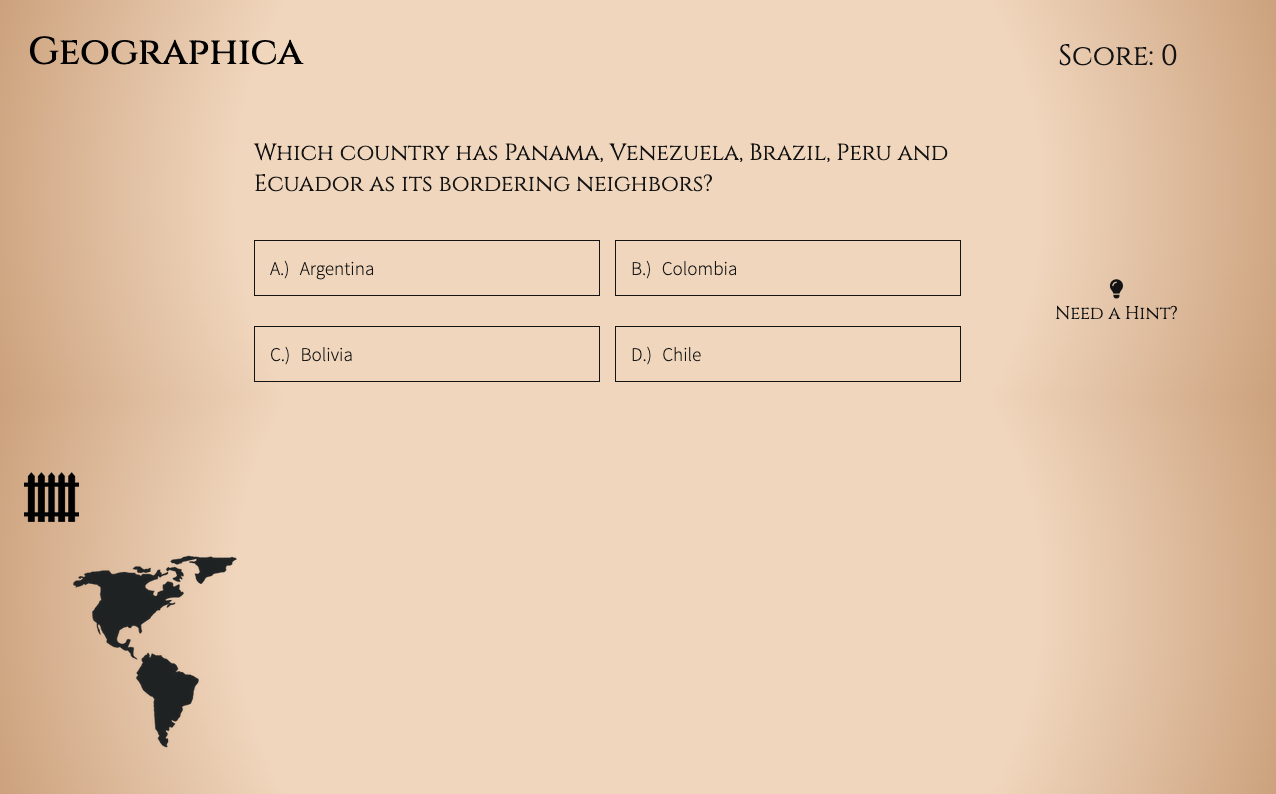 Geographica
Score: 0
Which country has Panama, Venezuela, Brazil, Peru and
Ecuador as its bordering neighbors?
A.) Argentina
B.) Colombia
Need a Hint?
C.) Bolivia
D.) Chile